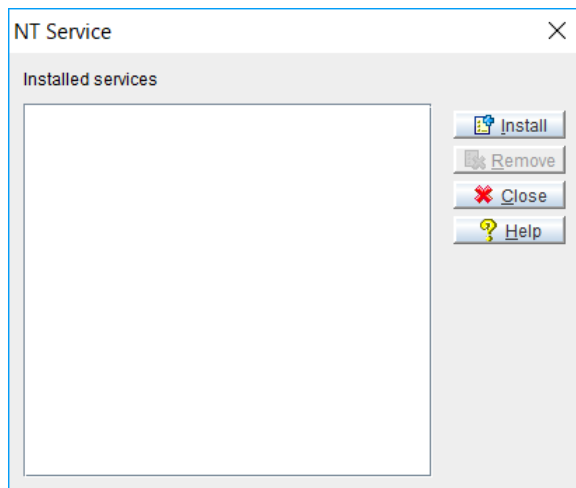 NT Service
Installed services
Install
Remove
Close
Help